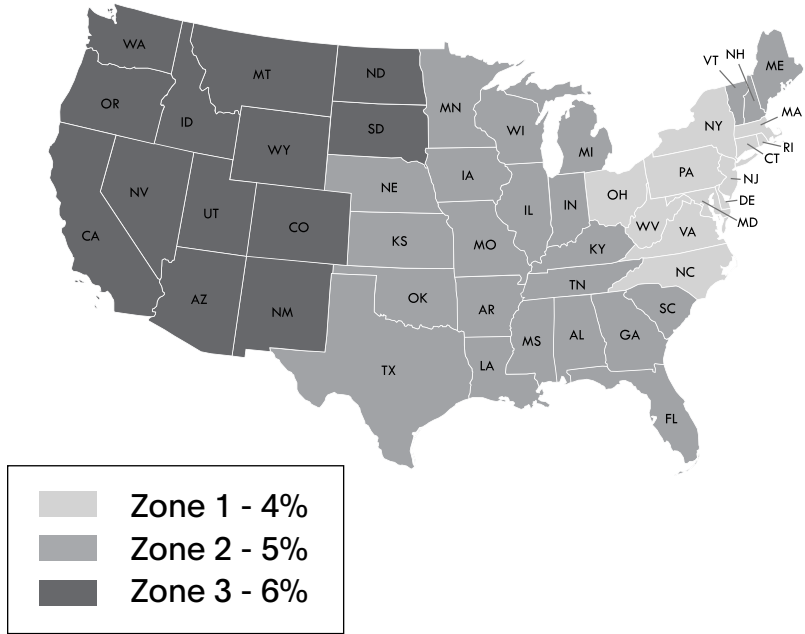 WA
OR
CA
NV
ID
MT
WY
UT
CO
AZ
NM
ND
SD
NE
KS
OK
TX
MN
IA
MO
AR
LA
WI
IL
MI
IN
OH
KY
TN
MS
AL
GA
FL
SC
NC
VA
WV
PA
NY
VT
NH
ME
MA
RI
CT
NJ
DE
MD
Zone 1 - 4%
Zone 2 - 5%
Zone 3 - 6%